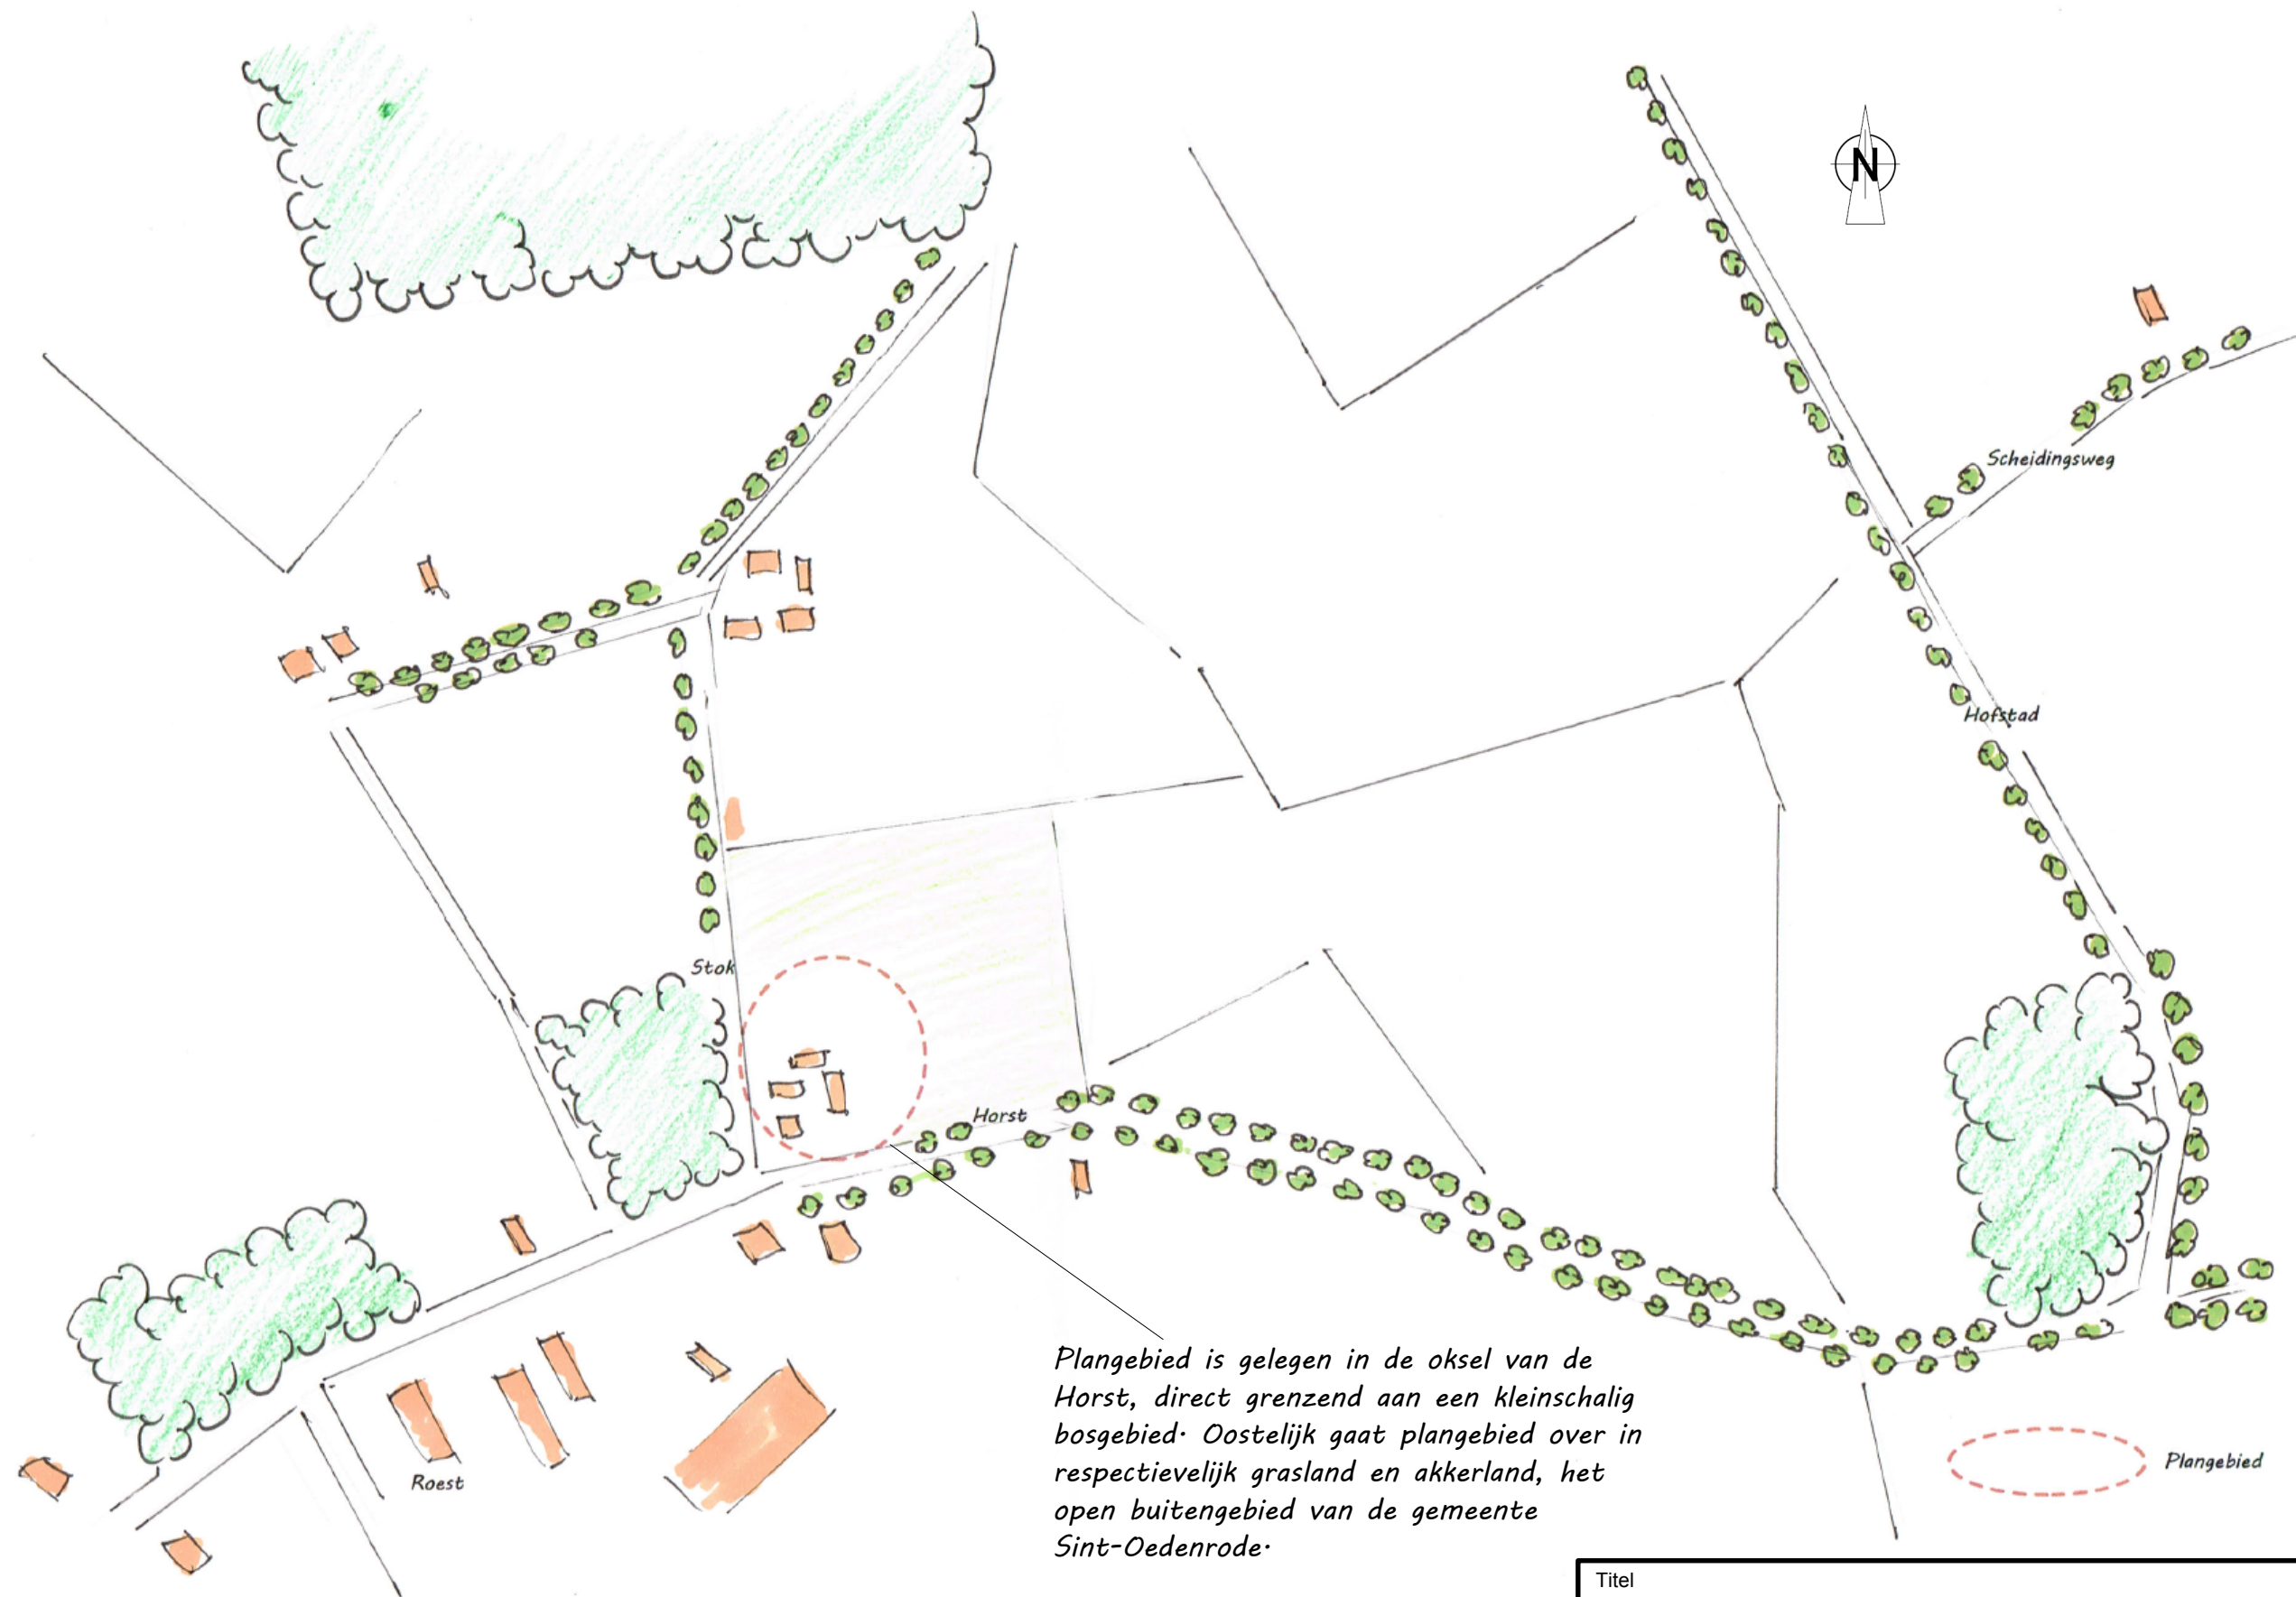 N
Scheidingsweg
Hofstad
Stok
Horst
Plangebied is gelegen in de oksel van de
Horst, direct grenzend aan een kleinschalig
bosgebied. Oostelijk gaat plangebied over in
respectievelijk grasland en akkerland, het
open buitengebied van de gemeente
Sint-Oedenrode.
Plangebied
Roest
Titel